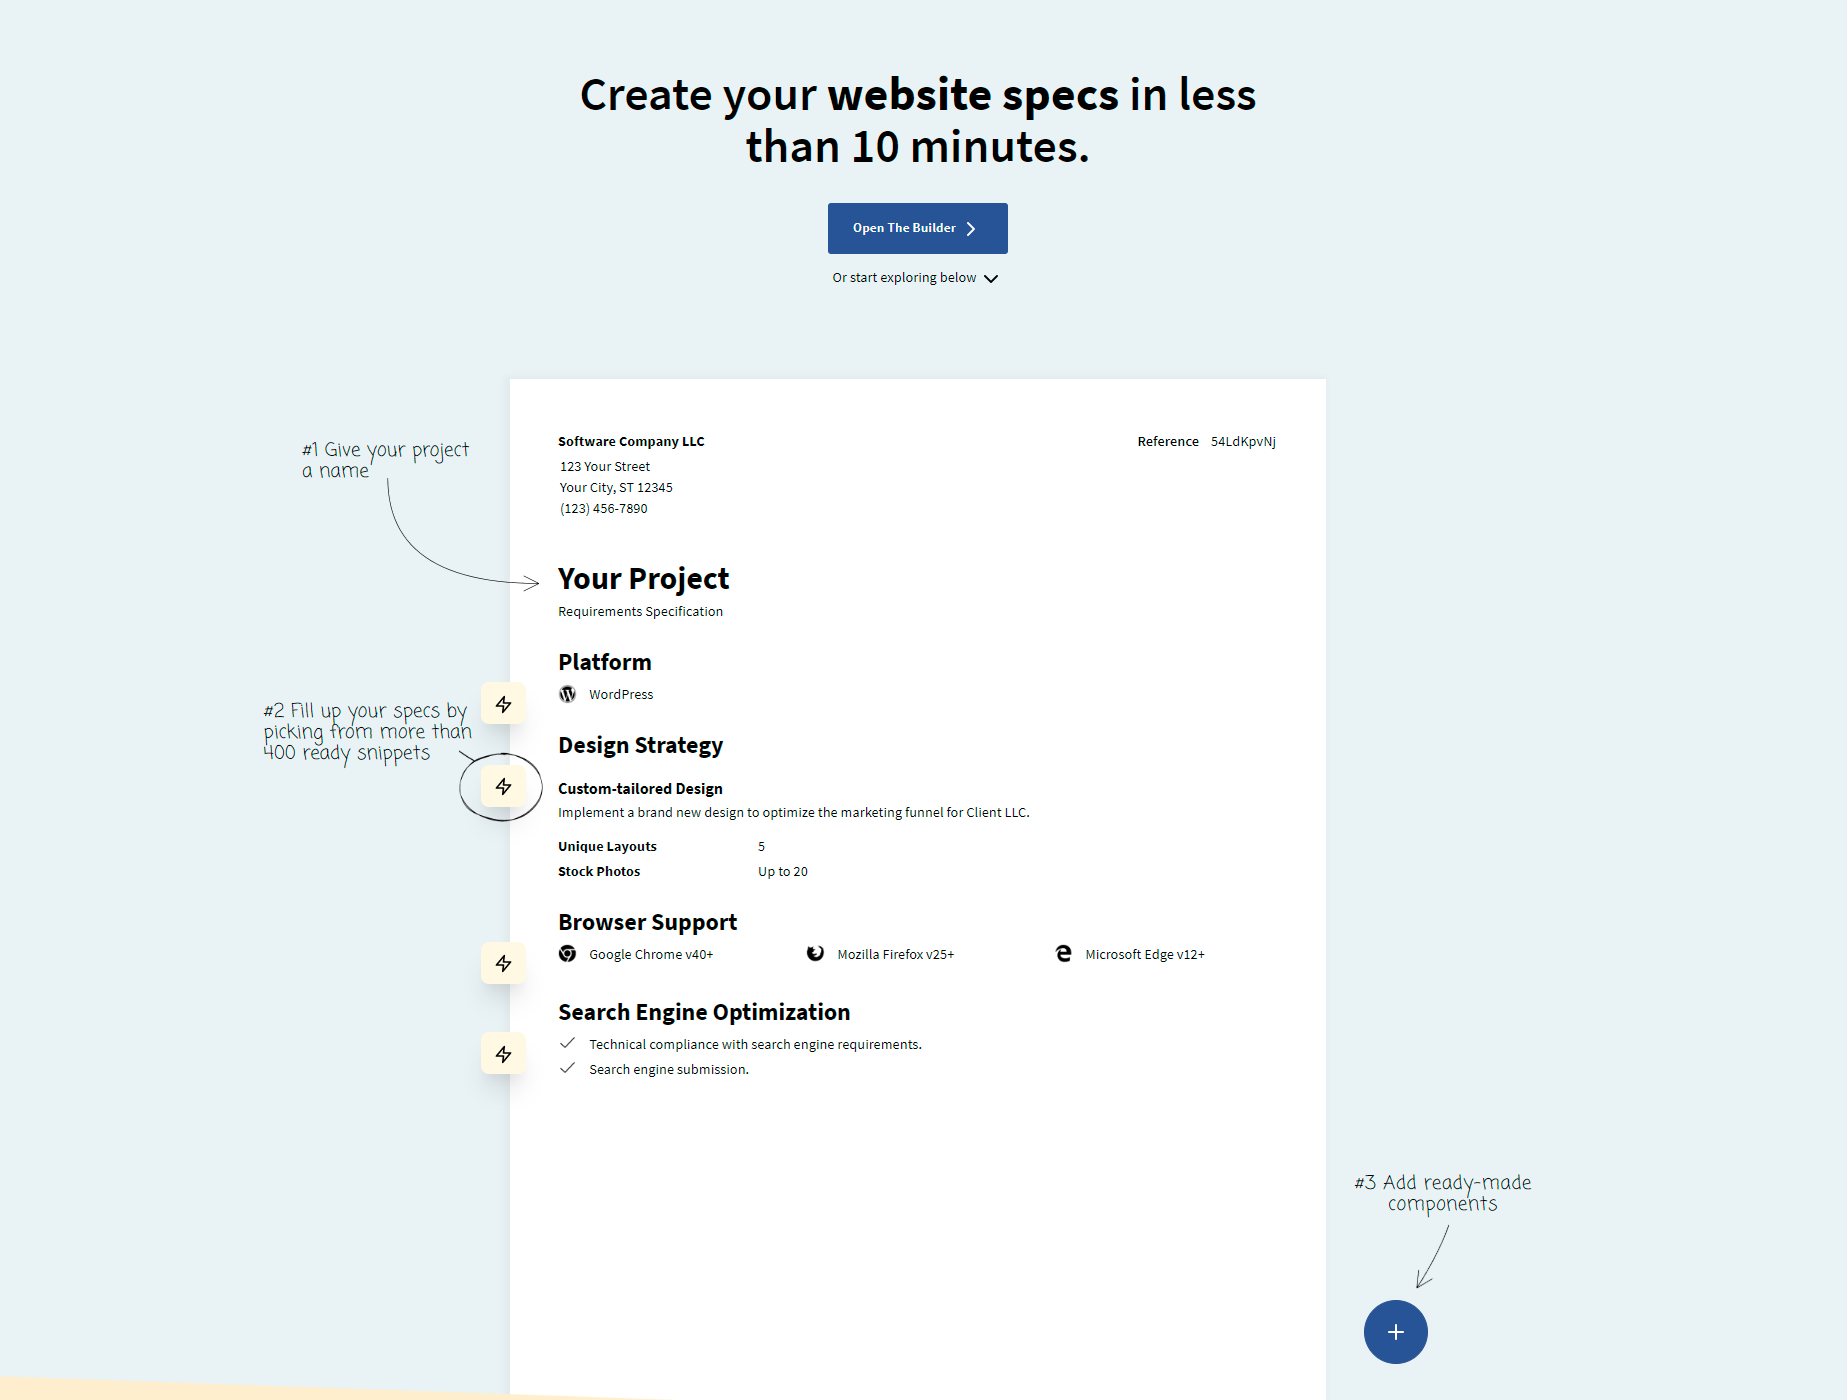 Create your website specs in less
than 10 minutes.
Open The Builder
Or start exploring below
#1 Give your project
a name
Software Company LLC
Reference 54LdKpvNj
123 Your Street
Your City, ST 12345
(123) 456-7890
Your Project
Requirements Specification
Platform
WordPress
#2 Fill up your specs by
picking from more than
400 ready snippets
Design Strategy
Custom-tailored Design
Implement a brand new design to optimize the marketing funnel for Client LLC.
Unique Layouts 5
Stock Photos Up to 20
Browser Support
Google Chrome v40+ Mozilla Firefox v25+ Microsoft Edge v12+
Search Engine Optimization
Technical compliance with search engine requirements.
Search engine submission.
#3 Add ready-made
components